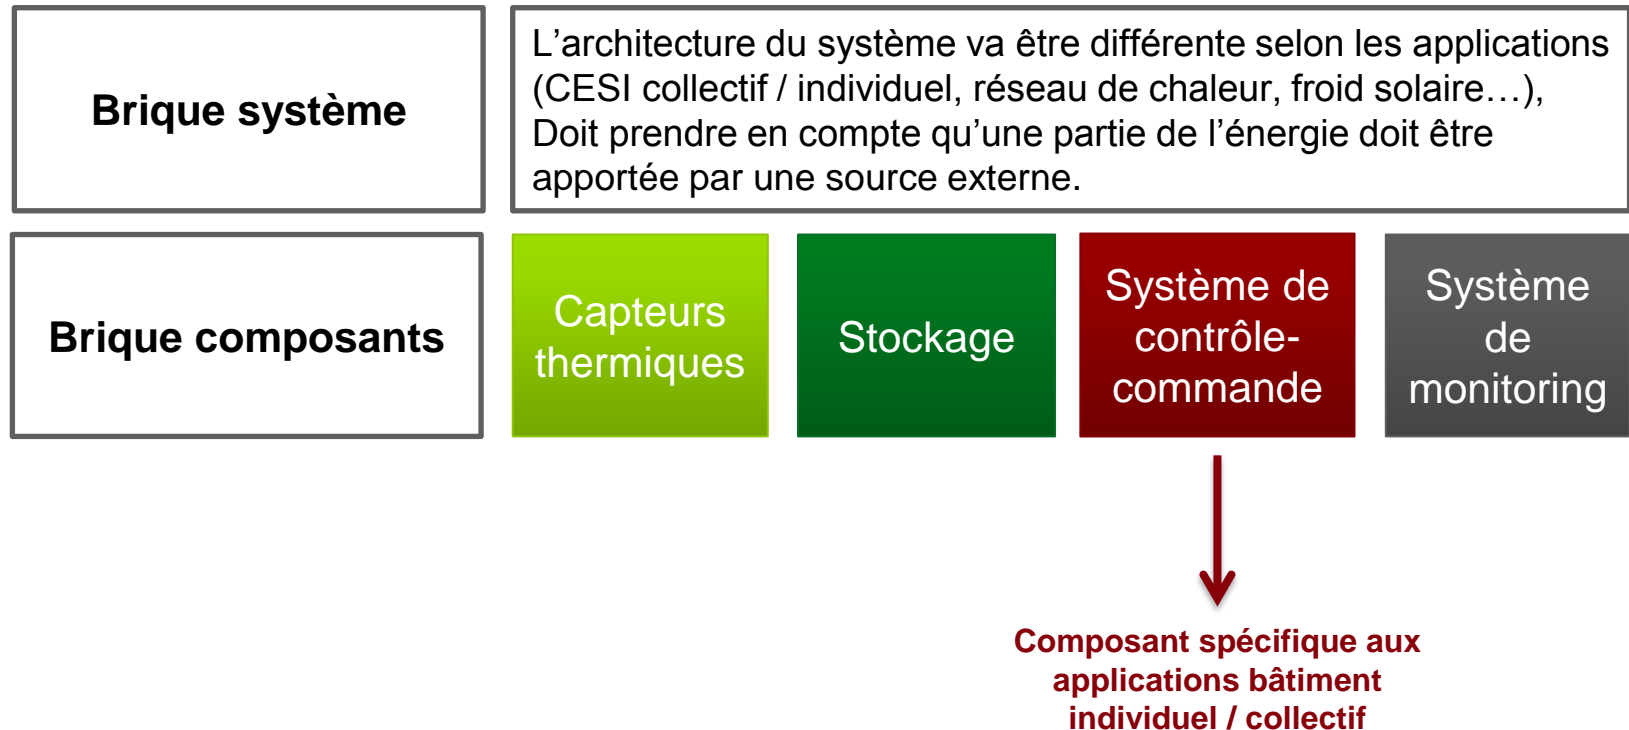 Brique système
L’architecture du système va être différente selon les applications
(CESI collectif / individuel, réseau de chaleur, froid solaire…),
Doit prendre en compte qu’une partie de l’énergie doit être
apportée par une source externe.
Brique composants
Capteurs
thermiques
Stockage
Système de
contrôle-
commande
Système
de
monitoring
Composant spécifique aux
applications bâtiment
individuel / collectif